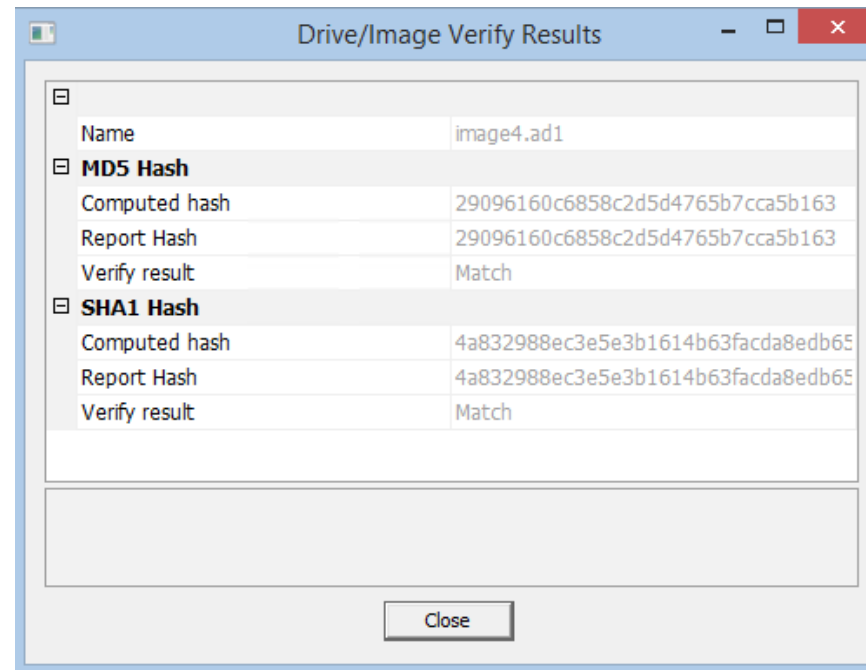 Drive/Image Verify Results
Name image4.ad1
MD5 Hash
Computed hash 29096160c6858c2d5d4765b7cca5b163
Report Hash 29096160c6858c2d5d4765b7cca5b163
Verify result Match
SHA1 Hash
Computed hash 4a832988ec3e5e3b1614b63facda8edb65
Report Hash 4a832988ec3e5e3b1614b63facda8edb65
Verify result Match
Close